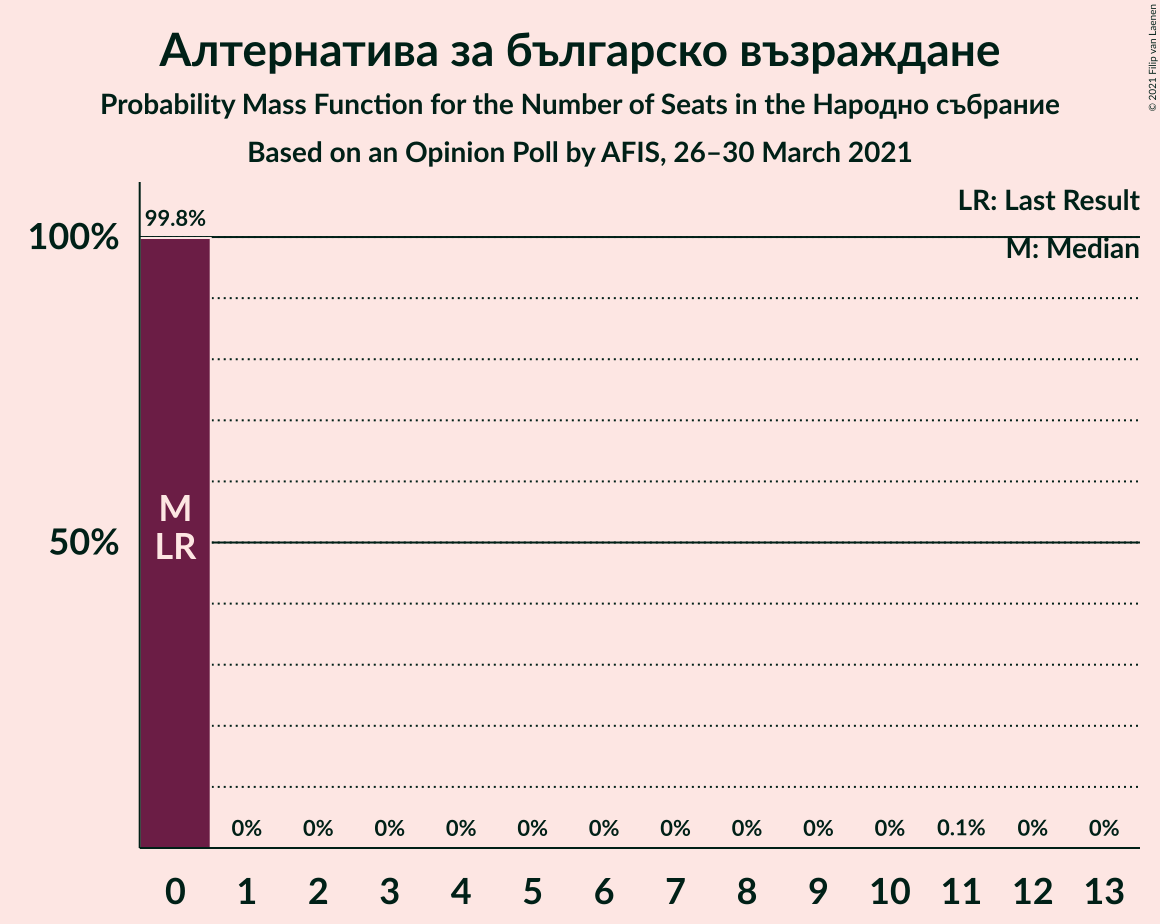 Алтернатива за българско възраждане
Probability Mass Function for the Number of Seats in the Народно събрание
Based on an Opinion Poll by AFIS, 26–30 March 2021
© 2021 Filip van Laenen
LR: Last Result
M: Median
99.8%
100%
50%
M
LR
0% 0% 0% 0% 0% 0% 0% 0% 0% 0% 0.1% 0% 0%
0 1 2 3 4 5 6 7 8 9 10 11 12 13